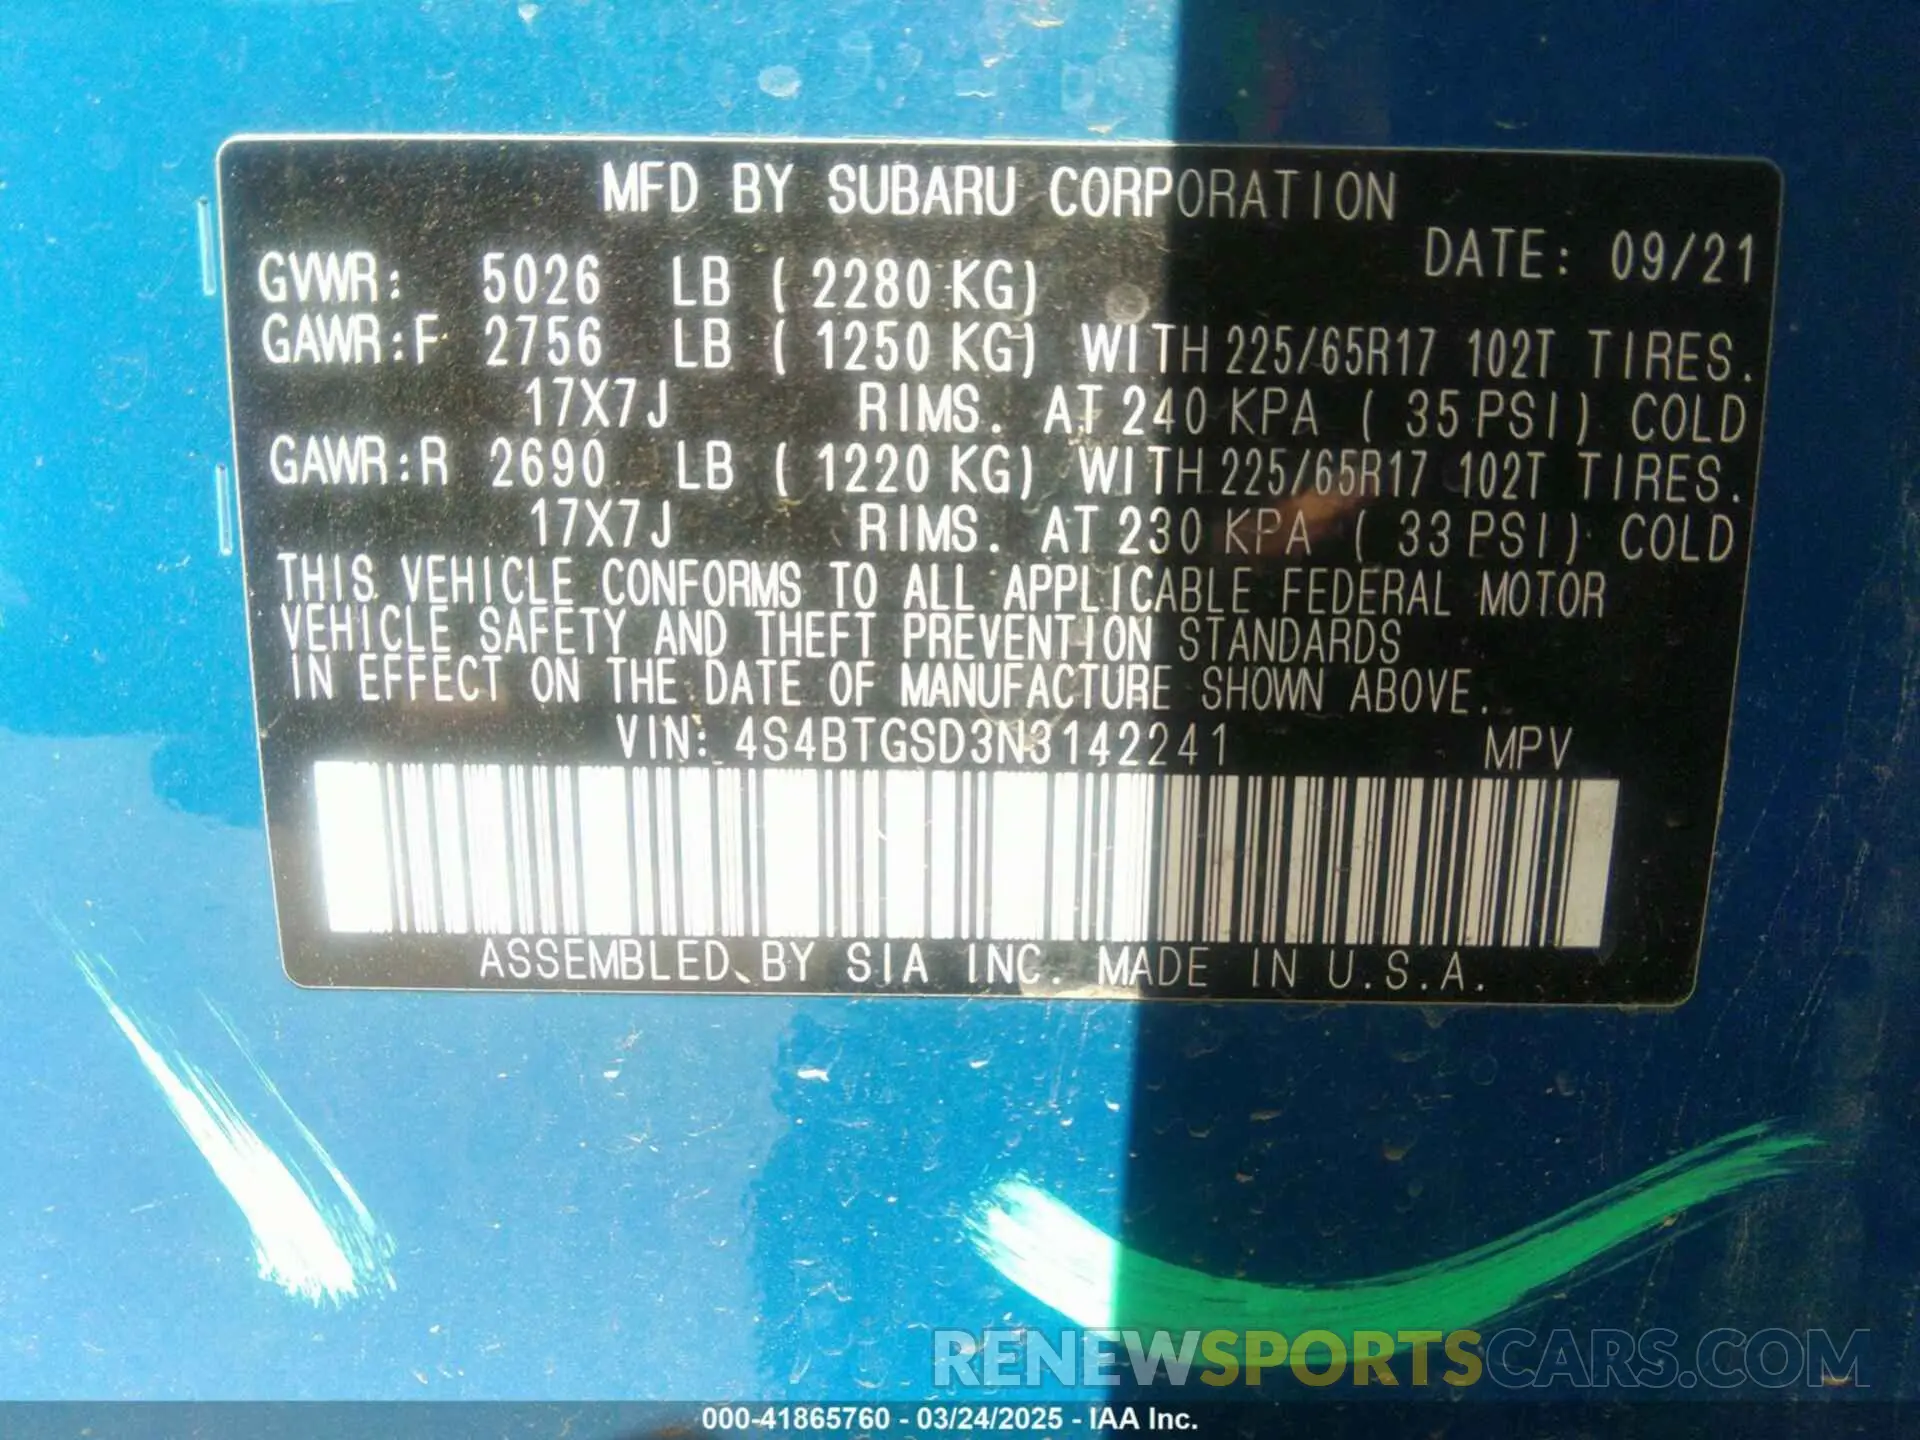 MFD BY SUBARU CORPORATION
DATE: 09/21
GVWR: 5026 LB ( 2280 KG)
GAWR:F 2756 LB ( 1250 KG) WITH 225/65R17 102T TIRES.
17X7J RIMS. AT 240 KPA ( 35 PSI) COLD
GAWR:R 2690 LB ( 1220 KG) WITH 225/65R17 102T TIRES.
17X7J RIMS. AT 230 KPA ( 33 PSI) COLD
THIS VEHICLE CONFORMS TO ALL APPLICABLE FEDERAL MOTOR
VEHICLE SAFETY AND THEFT PREVENTION STANDARDS
IN EFFECT ON THE DATE OF MANUFACTURE SHOWN ABOVE.
VIN: 4S4BTGSD3N3142241 MPV
ASSEMBLED BY SIA INC. MADE IN U.S.A.
RENEWSPORTSCARS.COM
000-41865760 - 03/24/2025 - IAA Inc.